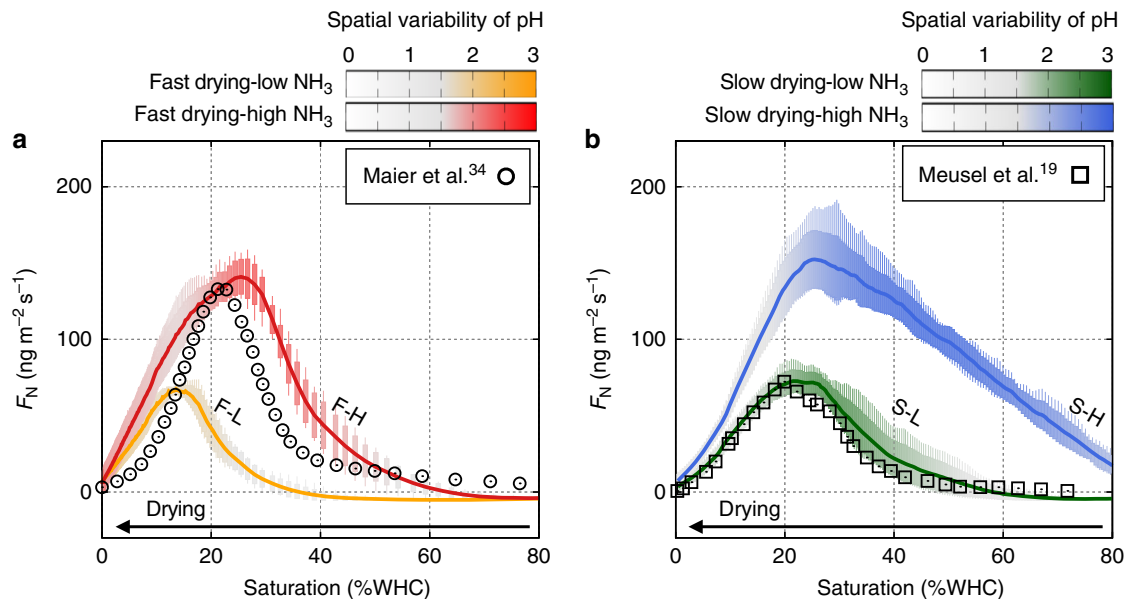 Spatial variability of pH
0 1 2 3
Fast drying-low NH3
Fast drying-high NH3
a
Maier et al.34
200
100
0
FN (ng m−2 s−1)
F-L
F-H
Drying
0 20 40 60 80
Saturation (%WHC)
Spatial variability of pH
0 1 2 3
Slow drying-low NH3
Slow drying-high NH3
b
Meusel et al.19
200
100
0
FN (ng m−2 s−1)
S-L
S-H
Drying
0 20 40 60 80
Saturation (%WHC)